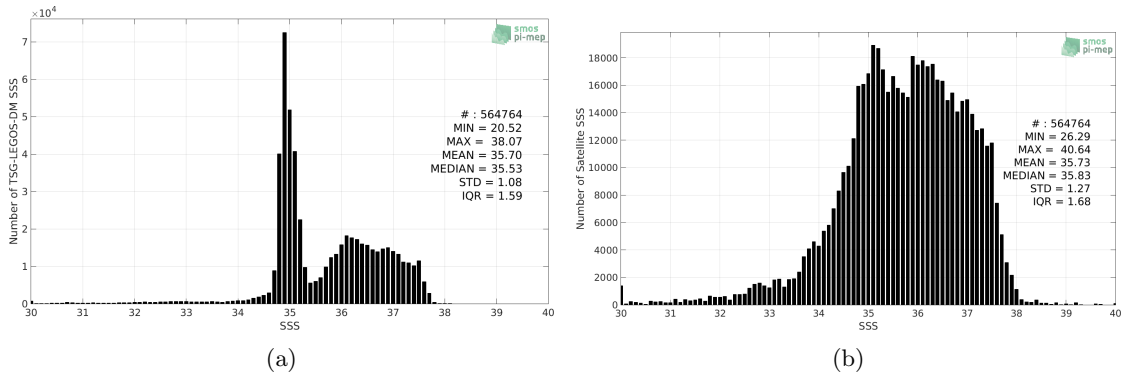 ×10⁴
7
6
5
4
3
2
1
0
30 31 32 33 34 35 36 37 38 39 40
SSS
Number of TSG-LEGOS-DM SSS
smos
pi-mep
# : 564764
MIN = 20.52
MAX = 38.07
MEAN = 35.70
MEDIAN = 35.53
STD = 1.08
IQR = 1.59
(a)
18000
16000
14000
12000
10000
8000
6000
4000
2000
0
30 31 32 33 34 35 36 37 38 39 40
SSS
Number of Satellite SSS
smos
pi-mep
# : 564764
MIN = 26.29
MAX = 40.64
MEAN = 35.73
MEDIAN = 35.83
STD = 1.27
IQR = 1.68
(b)